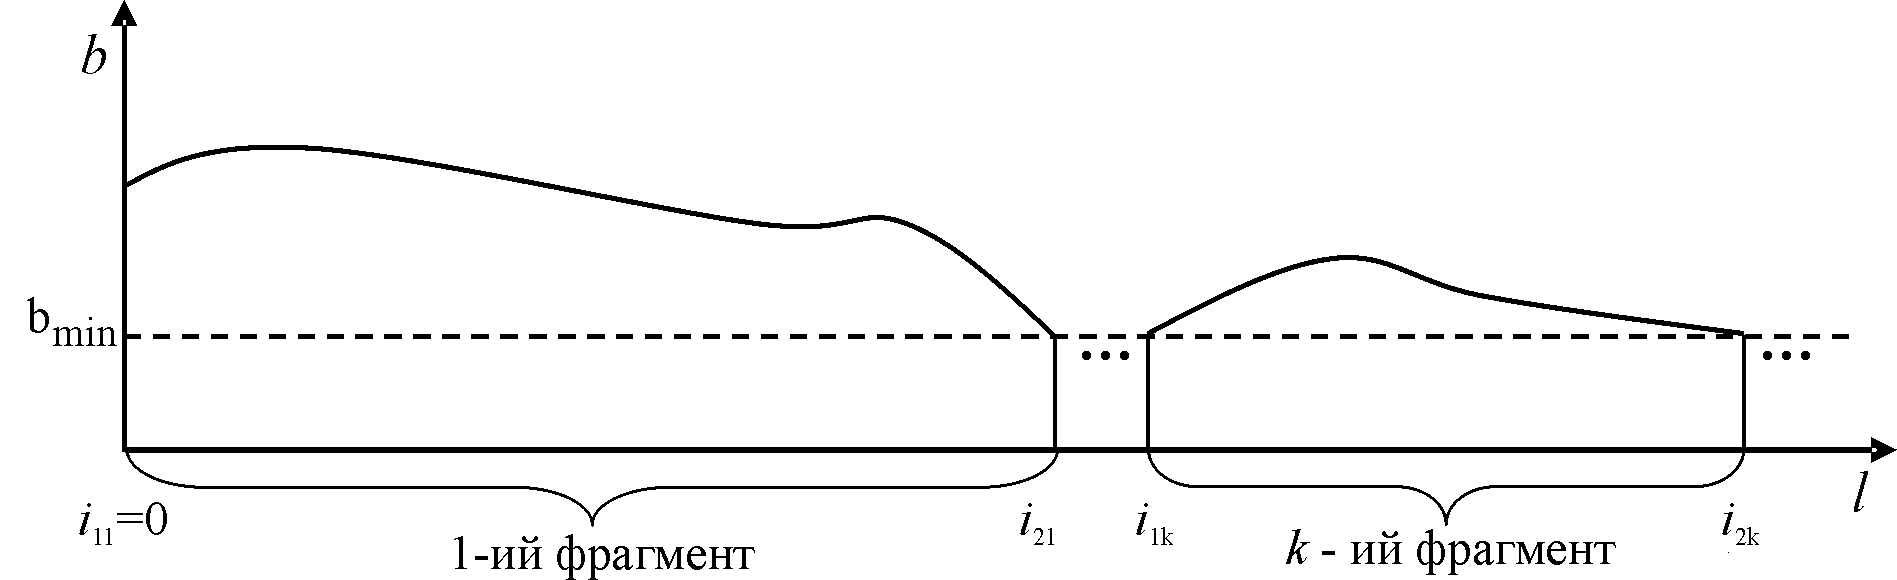 b
b_min
•••
•••
l
i_11=0
i_21
i_1k
i_2k
1-ий фрагмент
k - ий фрагмент